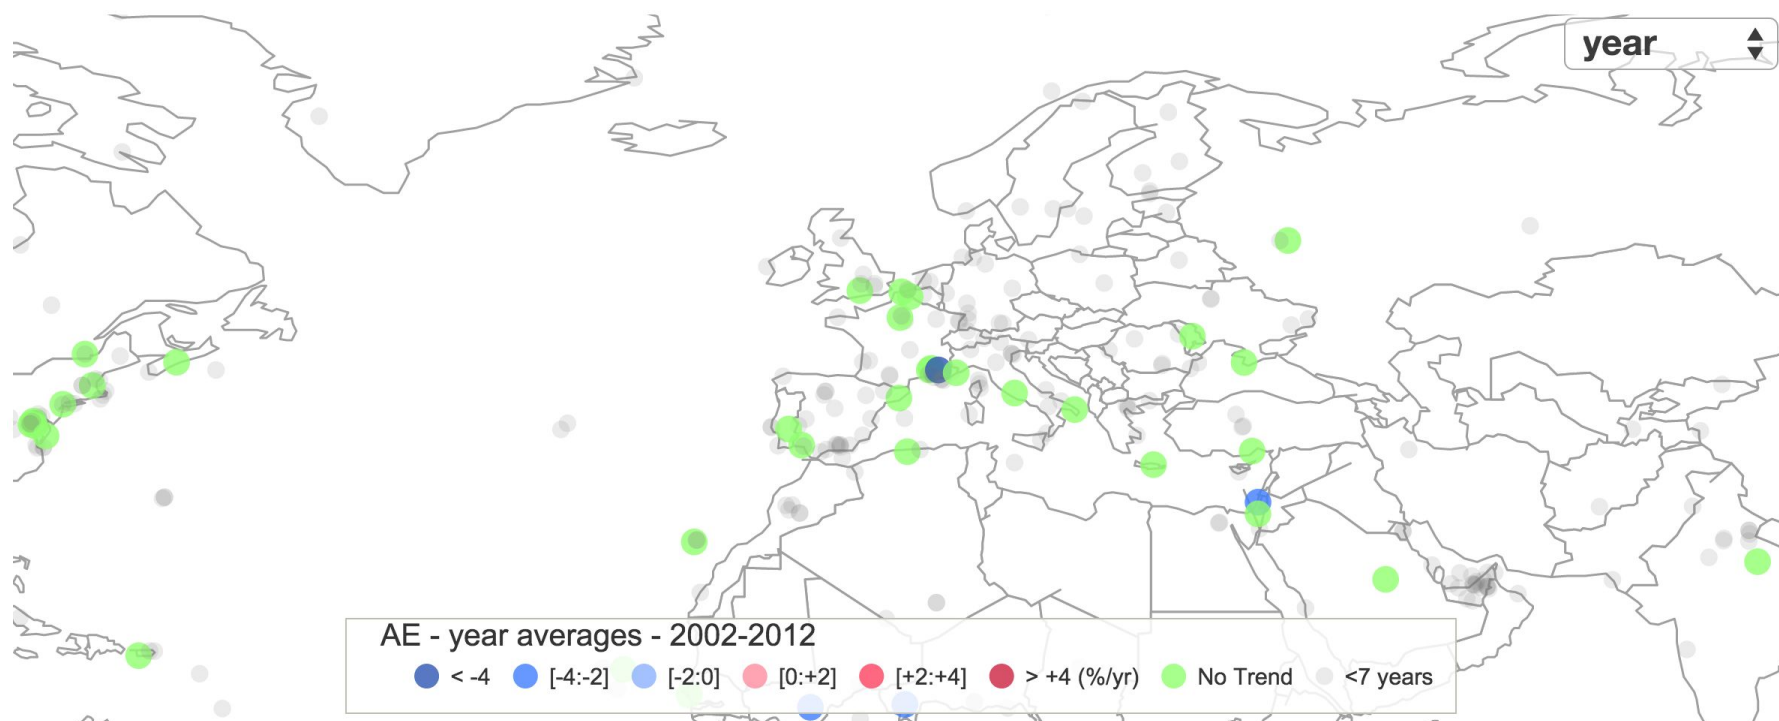 year
AE - year averages - 2002-2012
< -4 [-4:-2] [-2:0] [0:+2] [+2:+4] > +4 (%/yr) No Trend <7 years